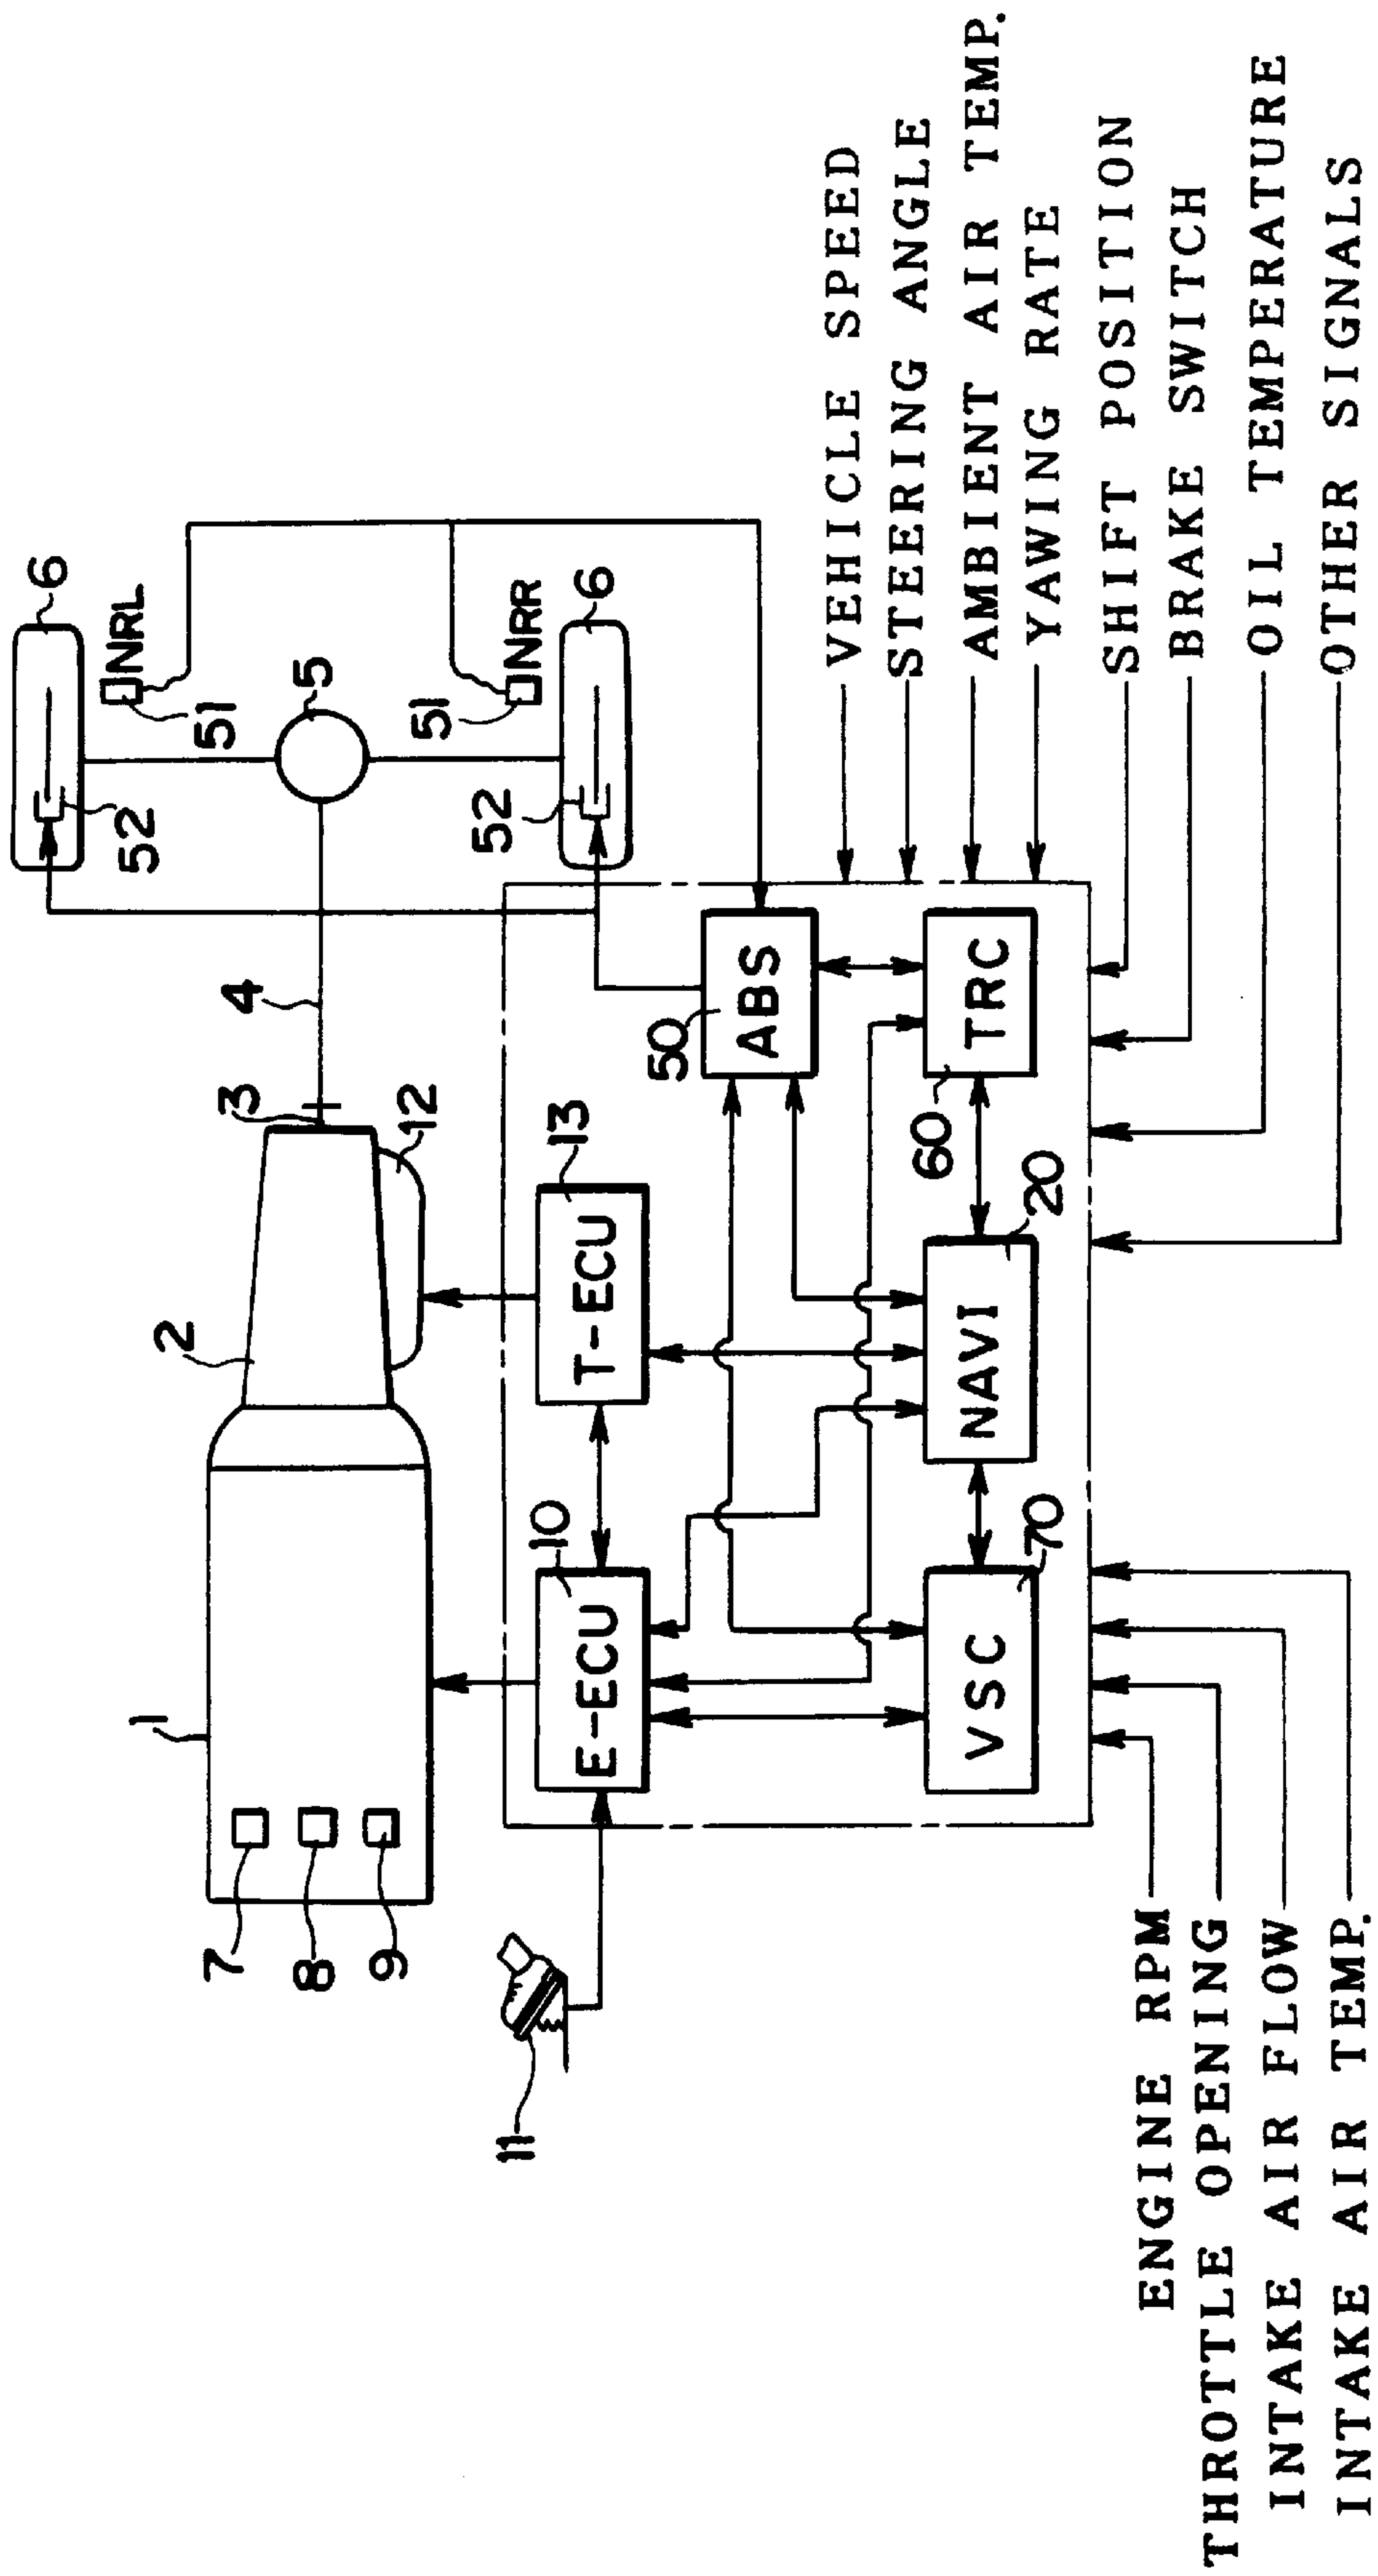 1
2
3
4
5
6
6
7
8
9
10
11
12
13
NRL
51
NRR
51
52
52
E-ECU
T-ECU
50
ABS
VSC
70
NAVI
20
60
TRC
VEHICLE SPEED
STEERING ANGLE
AMBIENT AIR TEMP.
YAWING RATE
SHIFT POSITION
BRAKE SWITCH
OIL TEMPERATURE
OTHER SIGNALS
ENGINE RPM
THROTTLE OPENING
INTAKE AIR FLOW
INTAKE AIR TEMP.